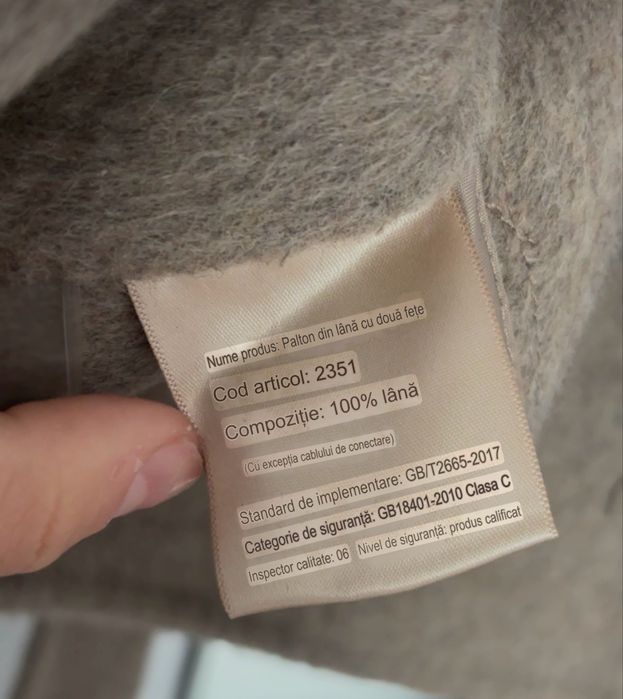 Nume produs: Palton din lână cu două fețe
Cod articol: 2351
Compoziție: 100% lână
(Cu excepția cablului de conectare)
Standard de implementare: GB/T2665-2017
Categorie de siguranță: GB18401-2010 Clasa C
Inspector calitate: 06 Nivel de siguranță: produs calificat